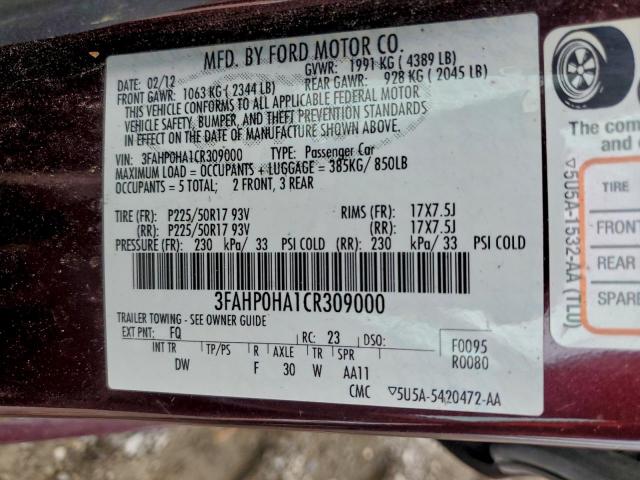 MFD. BY FORD MOTOR CO.
DATE: 02/12 GVWR: 1991 KG ( 4389 LB)
FRONT GAWR: 1063 KG ( 2344 LB) REAR GAWR: 928 KG ( 2045 LB)
THIS VEHICLE CONFORMS TO ALL APPLICABLE FEDERAL MOTOR
VEHICLE SAFETY, BUMPER, AND THEFT PREVENTION STANDARDS
IN EFFECT ON THE DATE OF MANUFACTURE SHOWN ABOVE.
VIN: 3FAHP0HA1CR309000 TYPE: Passenger Car
MAXIMUM LOAD = OCCUPANTS + LUGGAGE = 385KG/ 850LB
OCCUPANTS = 5 TOTAL; 2 FRONT, 3 REAR
TIRE (FR): P225/50R17 93V RIMS (FR): 17X7.5J
(RR): P225/50R17 93V (RR): 17X7.5J
PRESSURE (FR): 230 kPa/ 33 PSI COLD (RR): 230 kPa/33 PSI COLD
3FAHP0HA1CR309000
TRAILER TOWING - SEE OWNER GUIDE
EXT PNT: FQ RC: 23 DSO: F0095
INT TR TP/PS R AXLE TR SPR R0080
DW F 30 W AA11
CMC ▽5U5A-5420472-AA
▽5U5A-1532-AA (TLU)
The com
occupants
TIRE
FRONT
REAR
SPARE